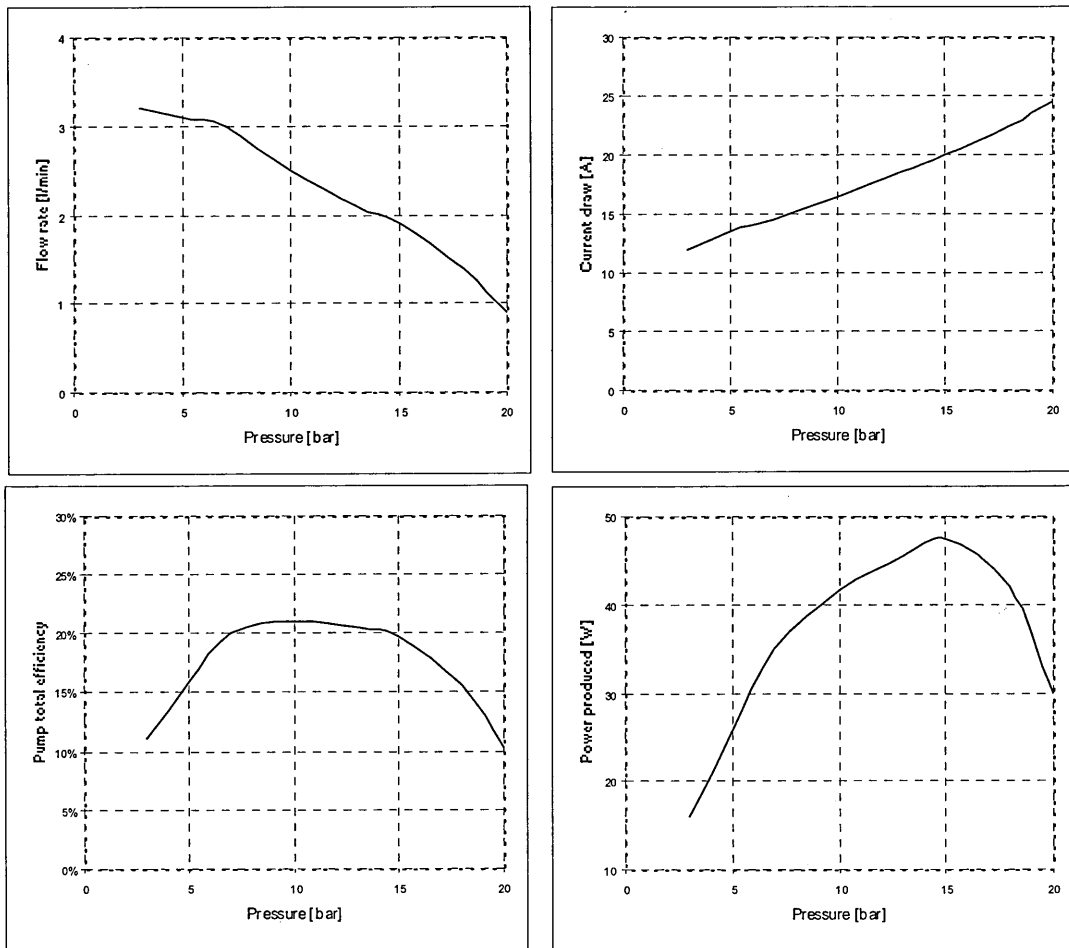 4
3
2
1
0
0 5 10 15 20
Flow rate [l/min]
Pressure [bar]
30
25
20
15
10
5
0
0 5 10 15 20
Current draw [A]
Pressure [bar]
30%
25%
20%
15%
10%
5%
0%
0 5 10 15 20
Pump total efficiency
Pressure [bar]
50
40
30
20
10
0 5 10 15 20
Power produced [W]
Pressure [bar]